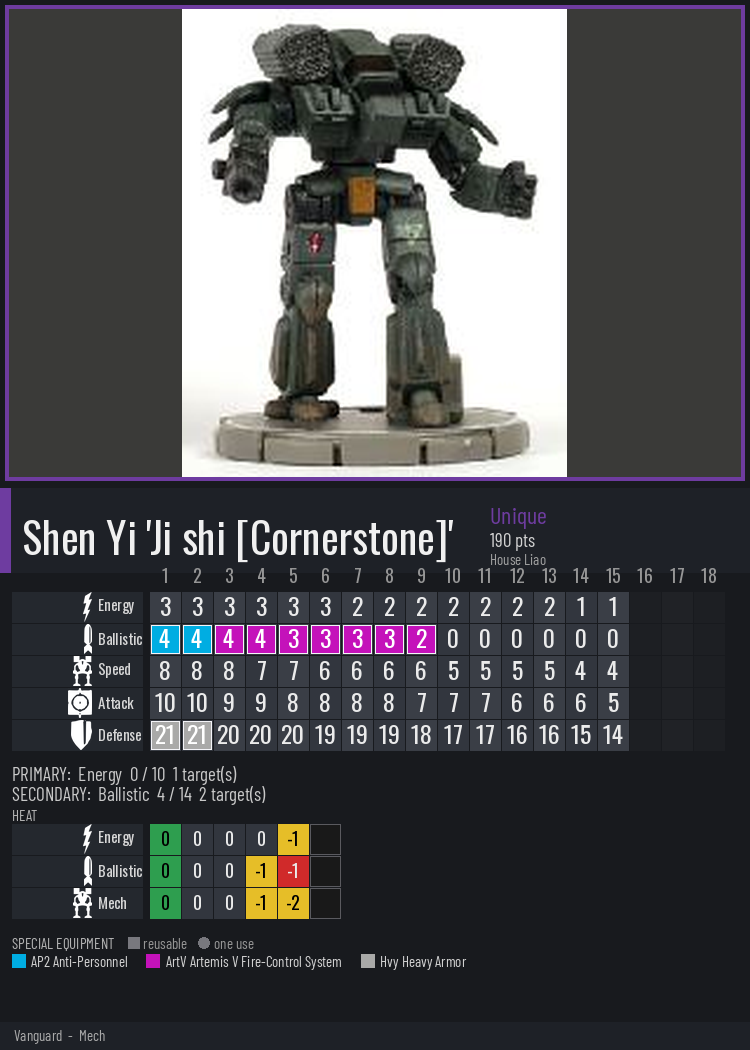 Shen Yi 'Ji shi [Cornerstone]'
Unique
190 pts
House Liao
1 2 3 4 5 6 7 8 9 10 11 12 13 14 15 16 17 18
Energy 3 3 3 3 3 3 2 2 2 2 2 2 2 1 1
Ballistic 4 4 4 4 3 3 3 3 2 0 0 0 0 0 0
Speed 8 8 8 7 7 6 6 6 6 5 5 5 5 4 4
Attack 10 10 9 9 8 8 8 8 7 7 7 6 6 6 5
Defense 21 21 20 20 20 19 19 19 18 17 17 16 16 15 14
PRIMARY: Energy 0 / 10 1 target(s)
SECONDARY: Ballistic 4 / 14 2 target(s)
HEAT
Energy 0 0 0 0 -1
Ballistic 0 0 0 -1 -1
Mech 0 0 0 -1 -2
SPECIAL EQUIPMENT reusable one use
AP2 Anti-Personnel ArtV Artemis V Fire-Control System Hvy Heavy Armor
Vanguard - Mech